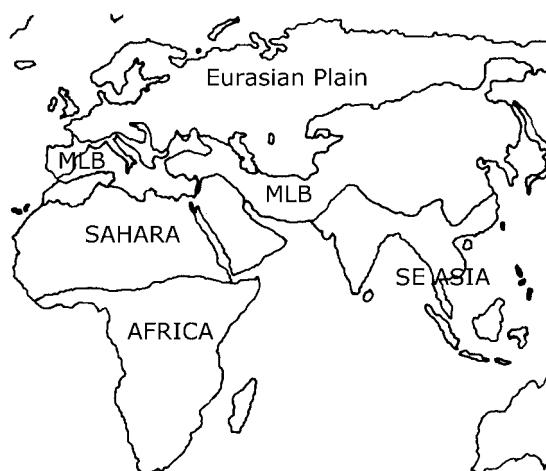 Eurasian Plain
MLB
MLB
SAHARA
SE ASIA
AFRICA